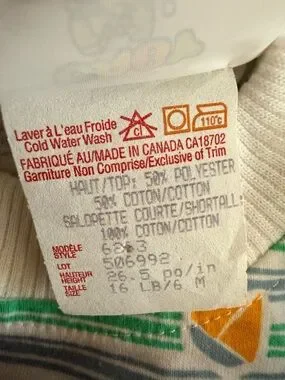 Laver à L'eau Froide
Cold Water Wash
Cl
110°c
FABRIQUÉ AU/MADE IN CANADA CA18702
Garniture Non Comprise/Exclusive of Trim
HAUT/TOP: 50% POLYESTER
50% COTON/COTTON
SALOPETTE COURTE/SHORTALL:
100% COTON/COTTON
MODÈLE
STYLE 6263
LOT 506992
HAUTEUR
HEIGHT 26.5 po/in
TAILLE
SIZE 16 LB/6 M